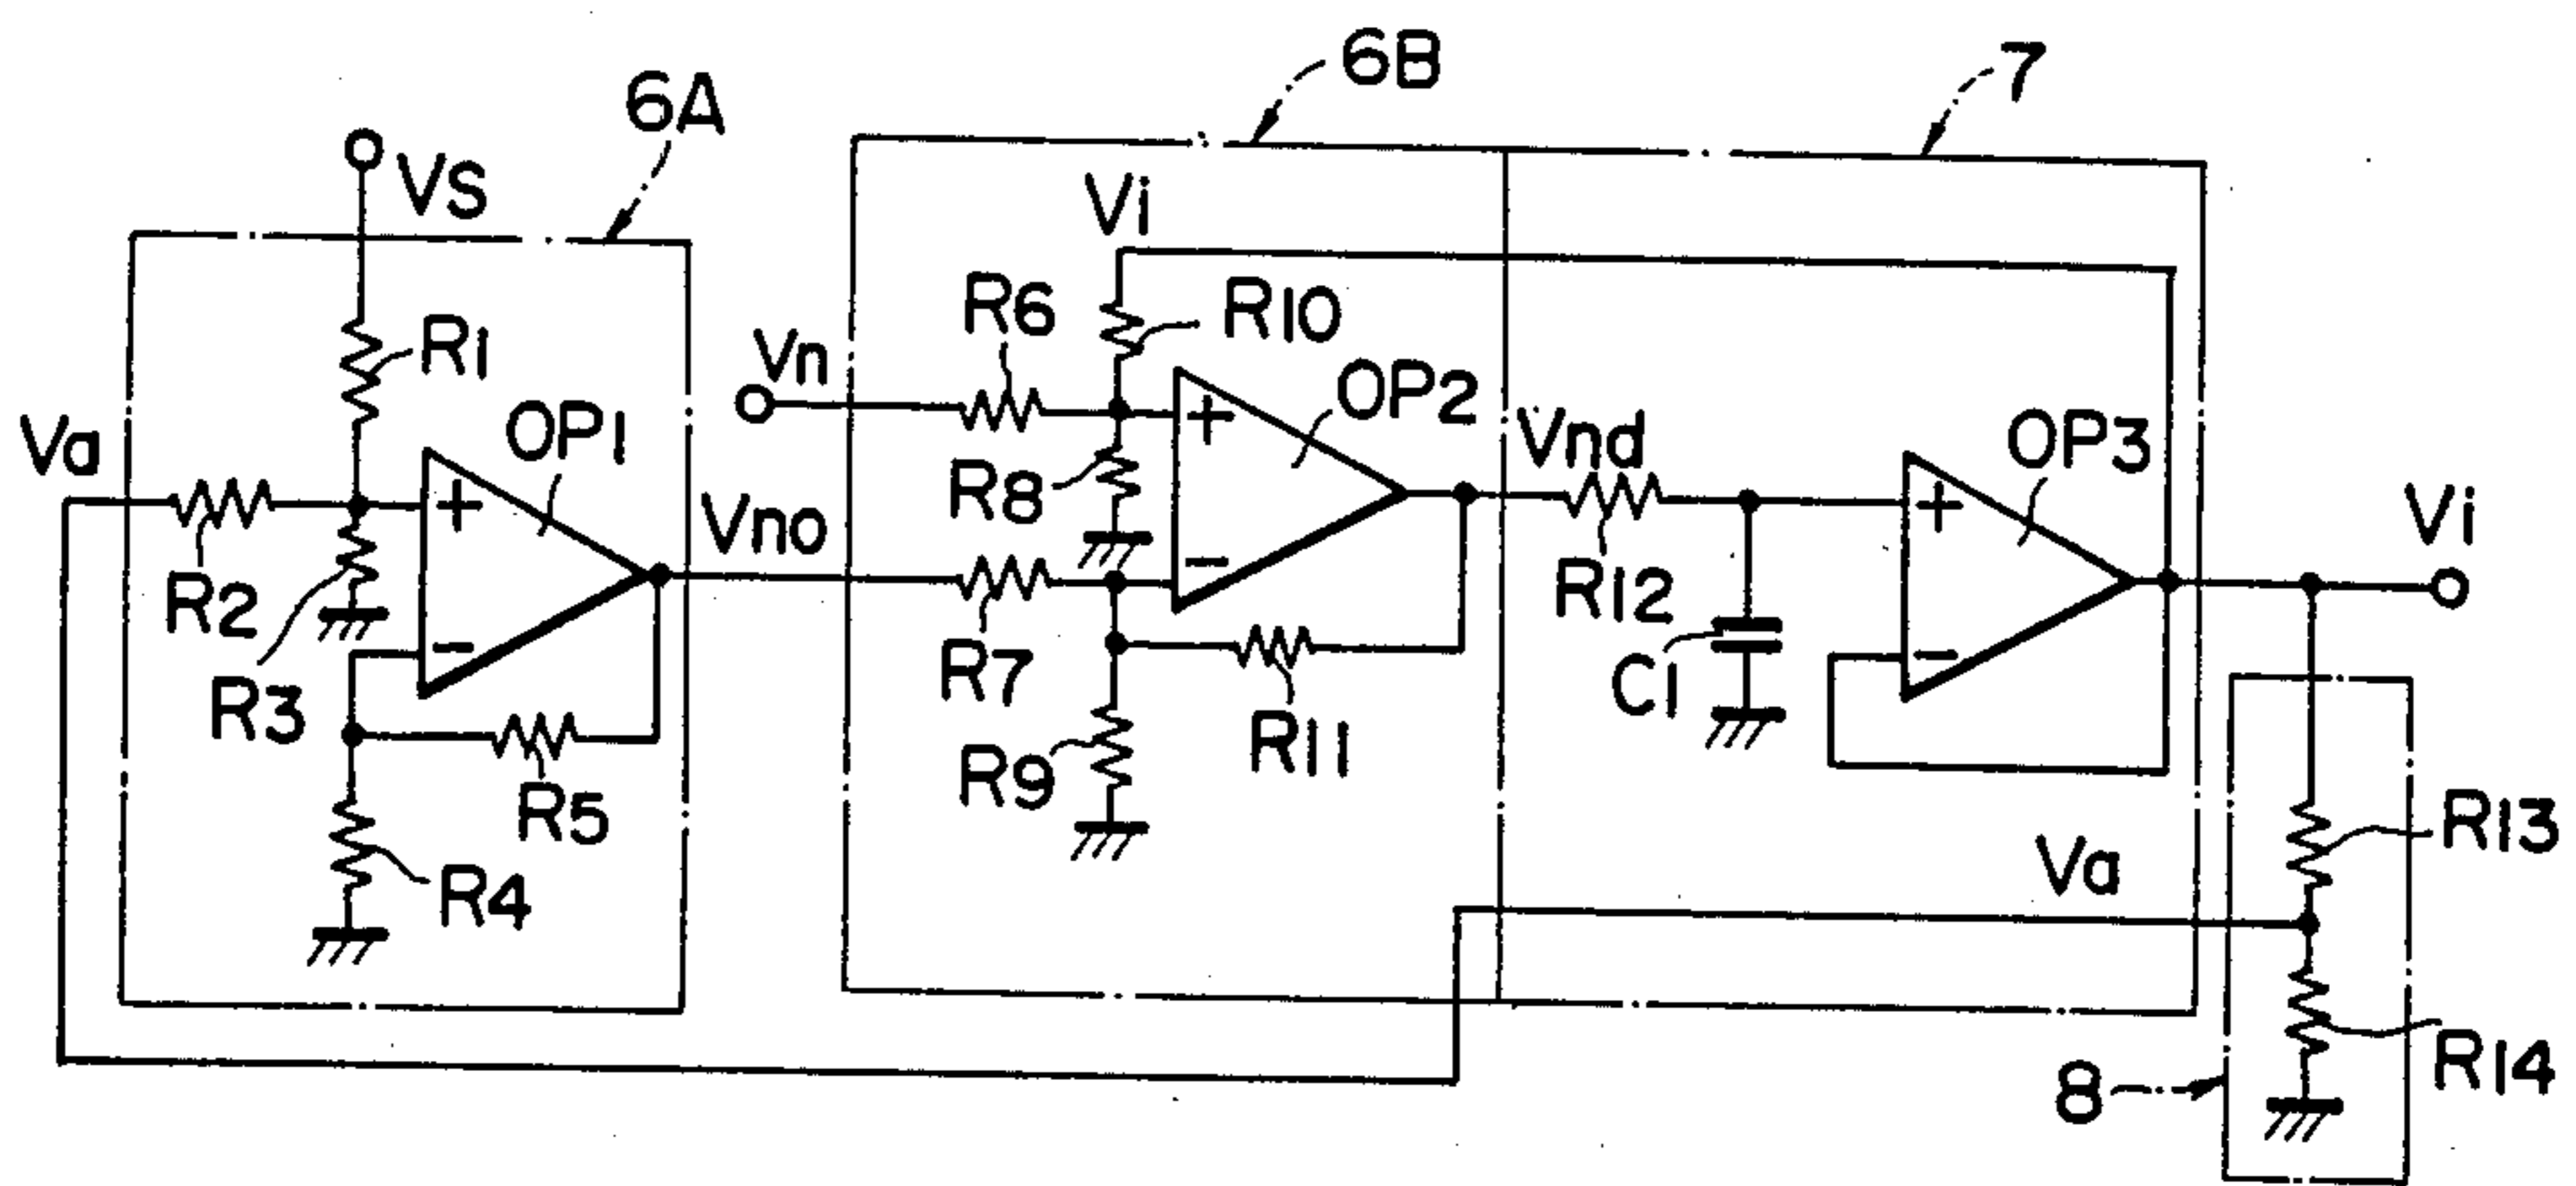 6A
6B
7
VS
Vi
R1
R6
R10
Vn
OP1
OP2
Va
Vnd
OP3
R8
Vno
Vi
R2
R12
R3
R7
C1
R5
R9
R11
R4
R13
Va
R14
8
+
-
+
-
+
-